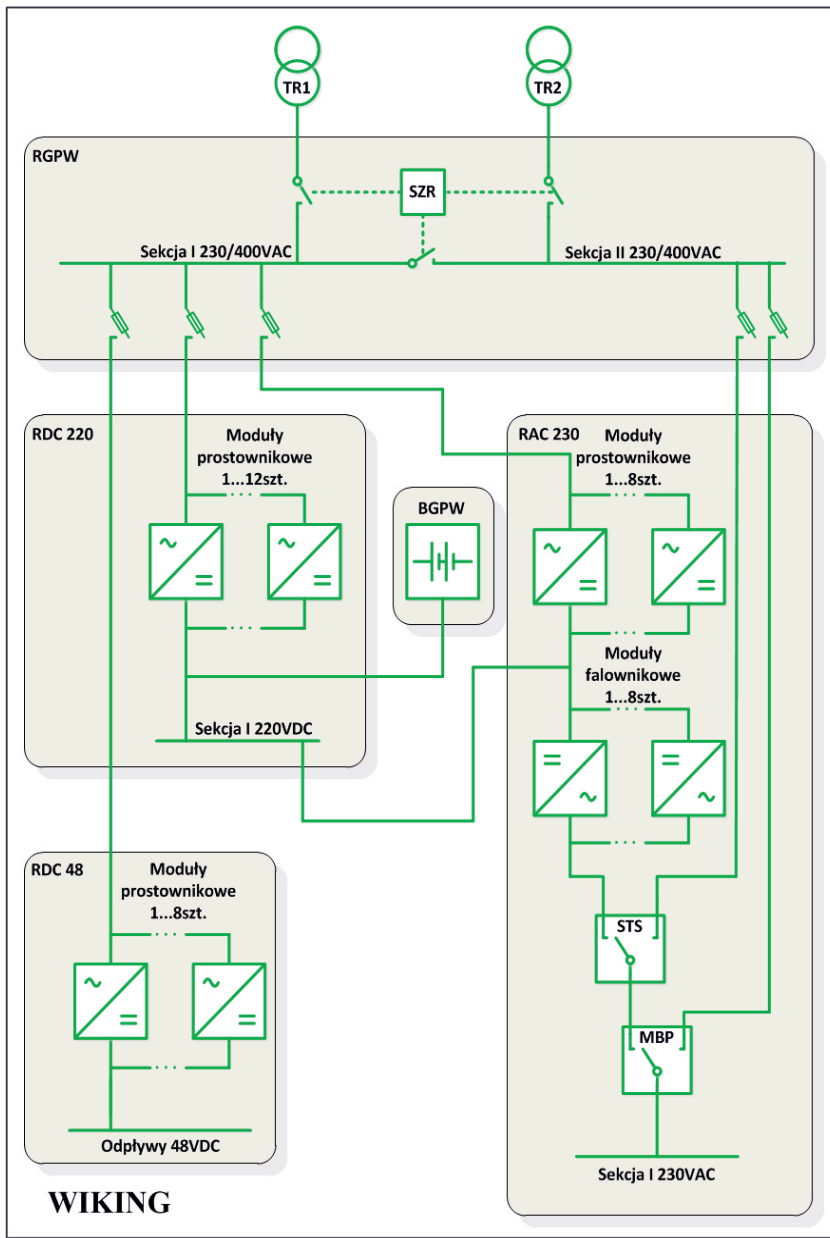 TR1
TR2
RGPW
SZR
Sekcja I 230/400VAC
Sekcja II 230/400VAC
RDC 220
Moduły
prostownikowe
1...12szt.
BGPW
RAC 230
Moduły
prostownikowe
1...8szt.
Moduły
falownikowe
1...8szt.
Sekcja I 220VDC
RDC 48
Moduły
prostownikowe
1...8szt.
STS
MBP
Odpływy 48VDC
Sekcja I 230VAC
WIKING